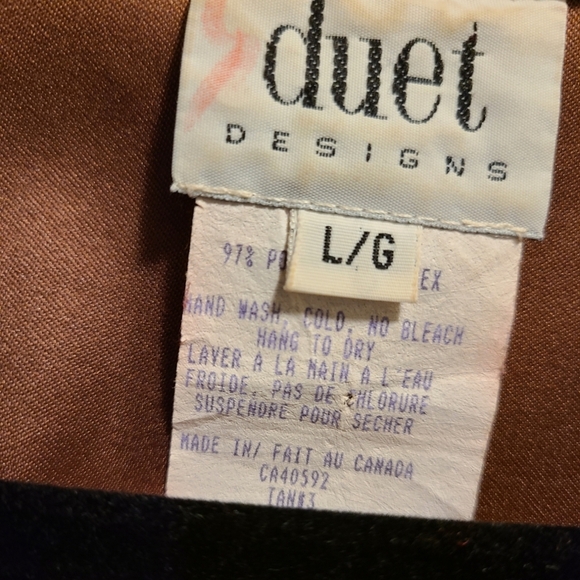 duet
DESIGNS
L/G
97% PO EX
HAND WASH, COLD, NO BLEACH
HANG TO DRY
LAVER A LA MAIN A L'EAU
FROIDE. PAS DE CHLORURE
SUSPENDRE POUR SECHER
MADE IN/ FAIT AU CANADA
CA40592
TAN#3